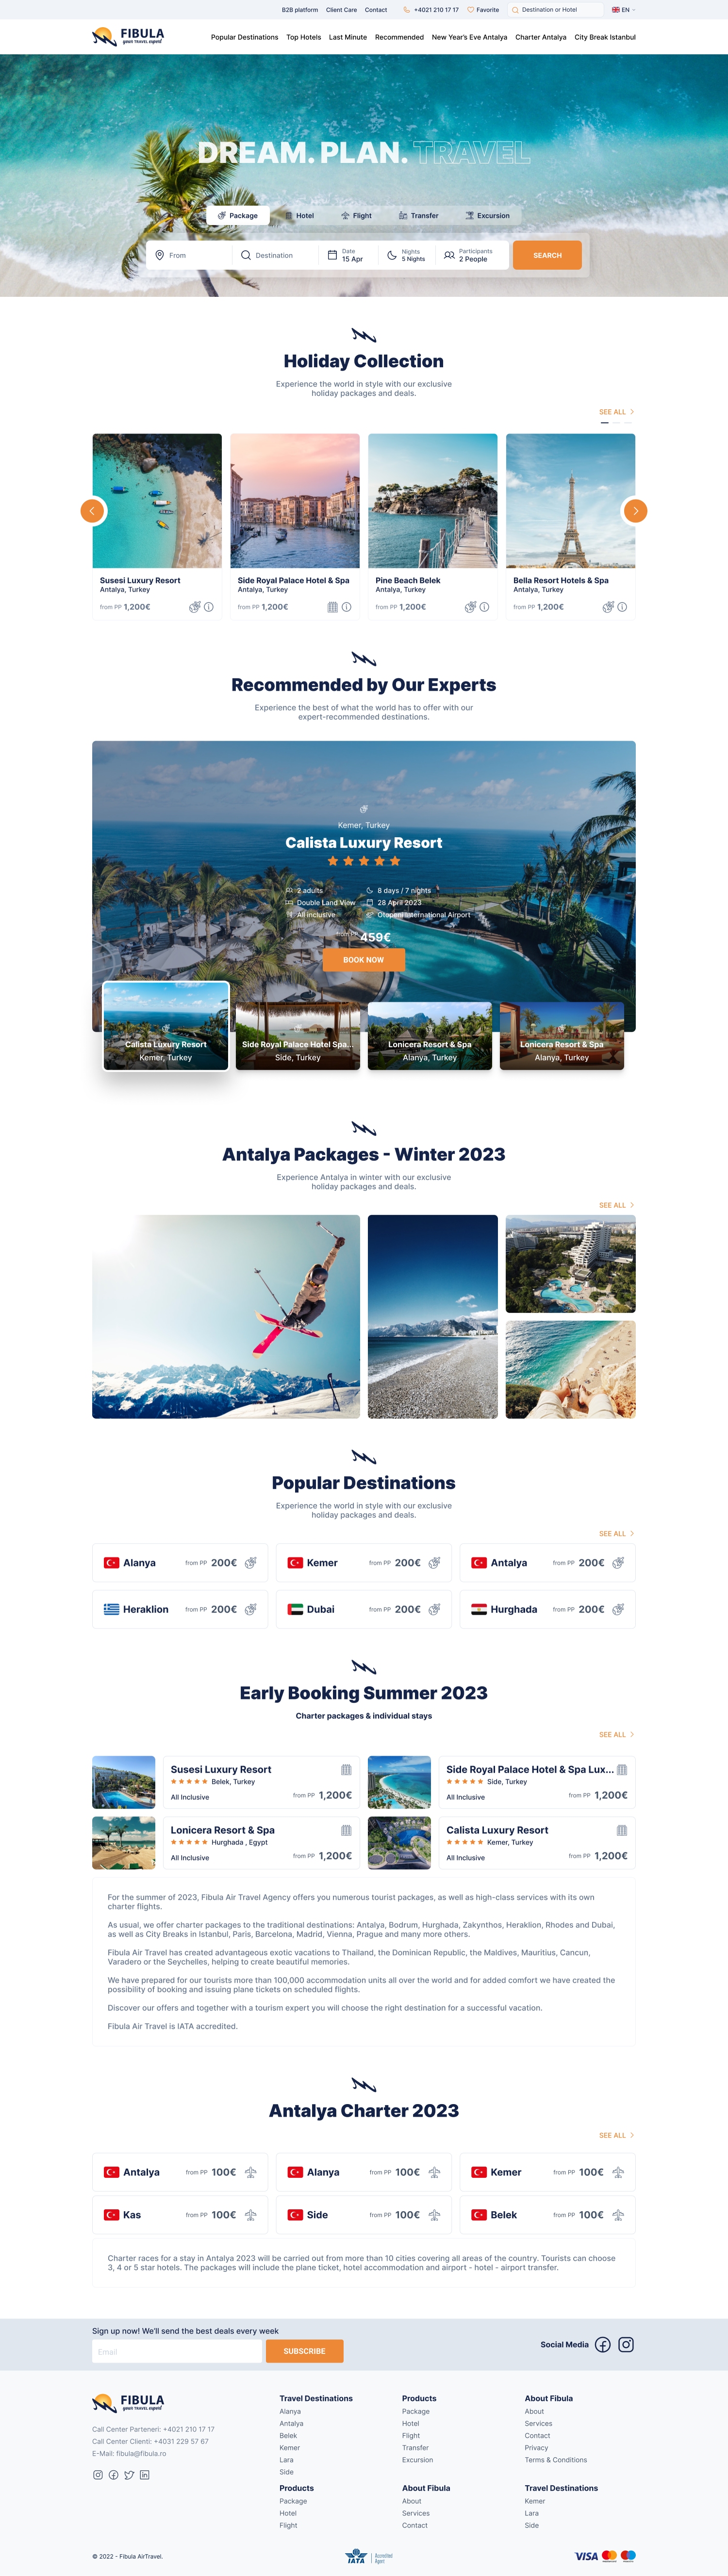 B2B platform Client Care Contact +4021 210 17 17 Favorite Destination or Hotel EN
FIBULA
your travel expert
Popular Destinations Top Hotels Last Minute Recommended New Year's Eve Antalya Charter Antalya City Break Istanbul
DREAM. PLAN. TRAVEL
Package Hotel Flight Transfer Excursion
From
Destination
Date
15 Apr
Nights
5 Nights
Participants
2 People
SEARCH
Holiday Collection
Experience the world in style with our exclusive
holiday packages and deals.
SEE ALL
Susesi Luxury Resort
Antalya, Turkey
from PP 1,200€
Side Royal Palace Hotel & Spa
Antalya, Turkey
from PP 1,200€
Pine Beach Belek
Antalya, Turkey
from PP 1,200€
Bella Resort Hotels & Spa
Antalya, Turkey
from PP 1,200€
Recommended by Our Experts
Experience the best of what the world has to offer with our
expert-recommended destinations.
Kemer, Turkey
Calista Luxury Resort
2 adults
8 days / 7 nights
Double Land View
28 April 2023
All inclusive
Otopeni International Airport
from PP 459€
BOOK NOW
Calista Luxury Resort
Kemer, Turkey
Side Royal Palace Hotel Spa...
Side, Turkey
Lonicera Resort & Spa
Alanya, Turkey
Lonicera Resort & Spa
Alanya, Turkey
Antalya Packages - Winter 2023
Experience Antalya in winter with our exclusive
holiday packages and deals.
SEE ALL
Popular Destinations
Experience the world in style with our exclusive
holiday packages and deals.
SEE ALL
Alanya from PP 200€
Kemer from PP 200€
Antalya from PP 200€
Heraklion from PP 200€
Dubai from PP 200€
Hurghada from PP 200€
Early Booking Summer 2023
Charter packages & individual stays
SEE ALL
Susesi Luxury Resort
Belek, Turkey
All Inclusive from PP 1,200€
Side Royal Palace Hotel & Spa Lux...
Side, Turkey
All Inclusive from PP 1,200€
Lonicera Resort & Spa
Hurghada , Egypt
All Inclusive from PP 1,200€
Calista Luxury Resort
Kemer, Turkey
All Inclusive from PP 1,200€
For the summer of 2023, Fibula Air Travel Agency offers you numerous tourist packages, as well as high-class services with its own
charter flights.
As usual, we offer charter packages to the traditional destinations: Antalya, Bodrum, Hurghada, Zakynthos, Heraklion, Rhodes and Dubai,
as well as City Breaks in Istanbul, Paris, Barcelona, Madrid, Vienna, Prague and many more others.
Fibula Air Travel has created advantageous exotic vacations to Thailand, the Dominican Republic, the Maldives, Mauritius, Cancun,
Varadero or the Seychelles, helping to create beautiful memories.
We have prepared for our tourists more than 100,000 accommodation units all over the world and for added comfort we have created the
possibility of booking and issuing plane tickets on scheduled flights.
Discover our offers and together with a tourism expert you will choose the right destination for a successful vacation.
Fibula Air Travel is IATA accredited.
Antalya Charter 2023
SEE ALL
Antalya from PP 100€
Alanya from PP 100€
Kemer from PP 100€
Kas from PP 100€
Side from PP 100€
Belek from PP 100€
Charter races for a stay in Antalya 2023 will be carried out from more than 10 cities covering all areas of the country. Tourists can choose
3, 4 or 5 star hotels. The packages will include the plane ticket, hotel accommodation and airport - hotel - airport transfer.
Sign up now! We'll send the best deals every week
Email
SUBSCRIBE
Social Media
FIBULA
your travel expert
Call Center Parteneri: +4021 210 17 17
Call Center Clienti: +4031 229 57 67
E-Mail: fibula@fibula.ro
Travel Destinations
Alanya
Antalya
Belek
Kemer
Lara
Side
Products
Package
Hotel
Flight
Transfer
Excursion
About Fibula
About
Services
Contact
Privacy
Terms & Conditions
Products
Package
Hotel
Flight
About Fibula
About
Services
Contact
Travel Destinations
Kemer
Lara
Side
© 2022 - Fibula AirTravel.
IATA
Accredited
Agent
VISA